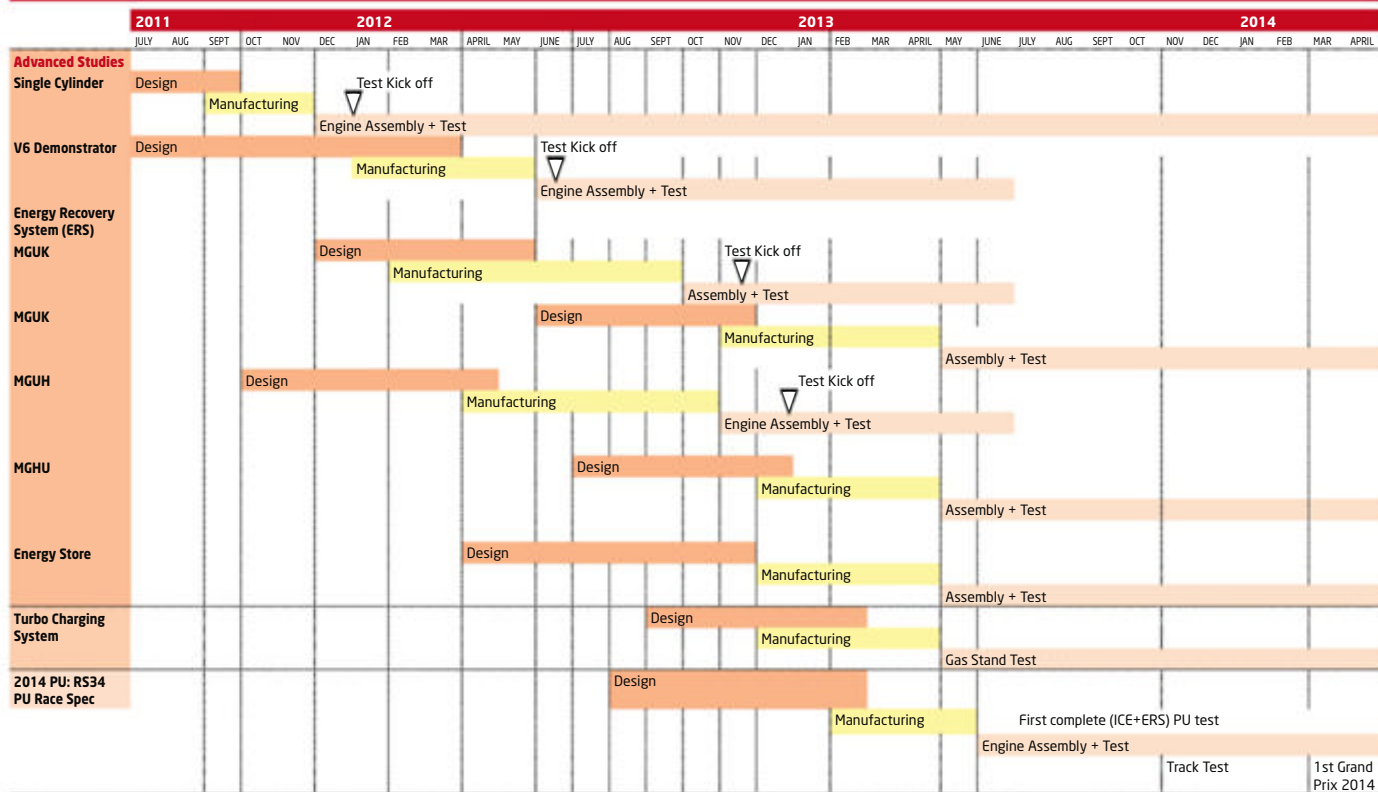 2011 2012 2013 2014
JULY AUG SEPT OCT NOV DEC JAN FEB MAR APRIL MAY JUNE JULY AUG SEPT OCT NOV DEC JAN FEB MAR APRIL MAY JUNE JULY AUG SEPT OCT NOV DEC JAN FEB MAR APRIL
Advanced Studies
Single Cylinder Design Test Kick off
Manufacturing
Engine Assembly + Test
V6 Demonstrator Design Test Kick off
Manufacturing
Engine Assembly + Test
Energy Recovery
System (ERS)
MGUK Design Test Kick off
Manufacturing
Assembly + Test
MGUK Design
Manufacturing
Assembly + Test
MGUH Design Test Kick off
Manufacturing
Engine Assembly + Test
MGHU Design
Manufacturing
Assembly + Test
Energy Store Design
Manufacturing
Assembly + Test
Turbo Charging Design
System Manufacturing
Gas Stand Test
2014 PU: RS34 Design
PU Race Spec
Manufacturing First complete (ICE+ERS) PU test
Engine Assembly + Test
Track Test 1st Grand
Prix 2014